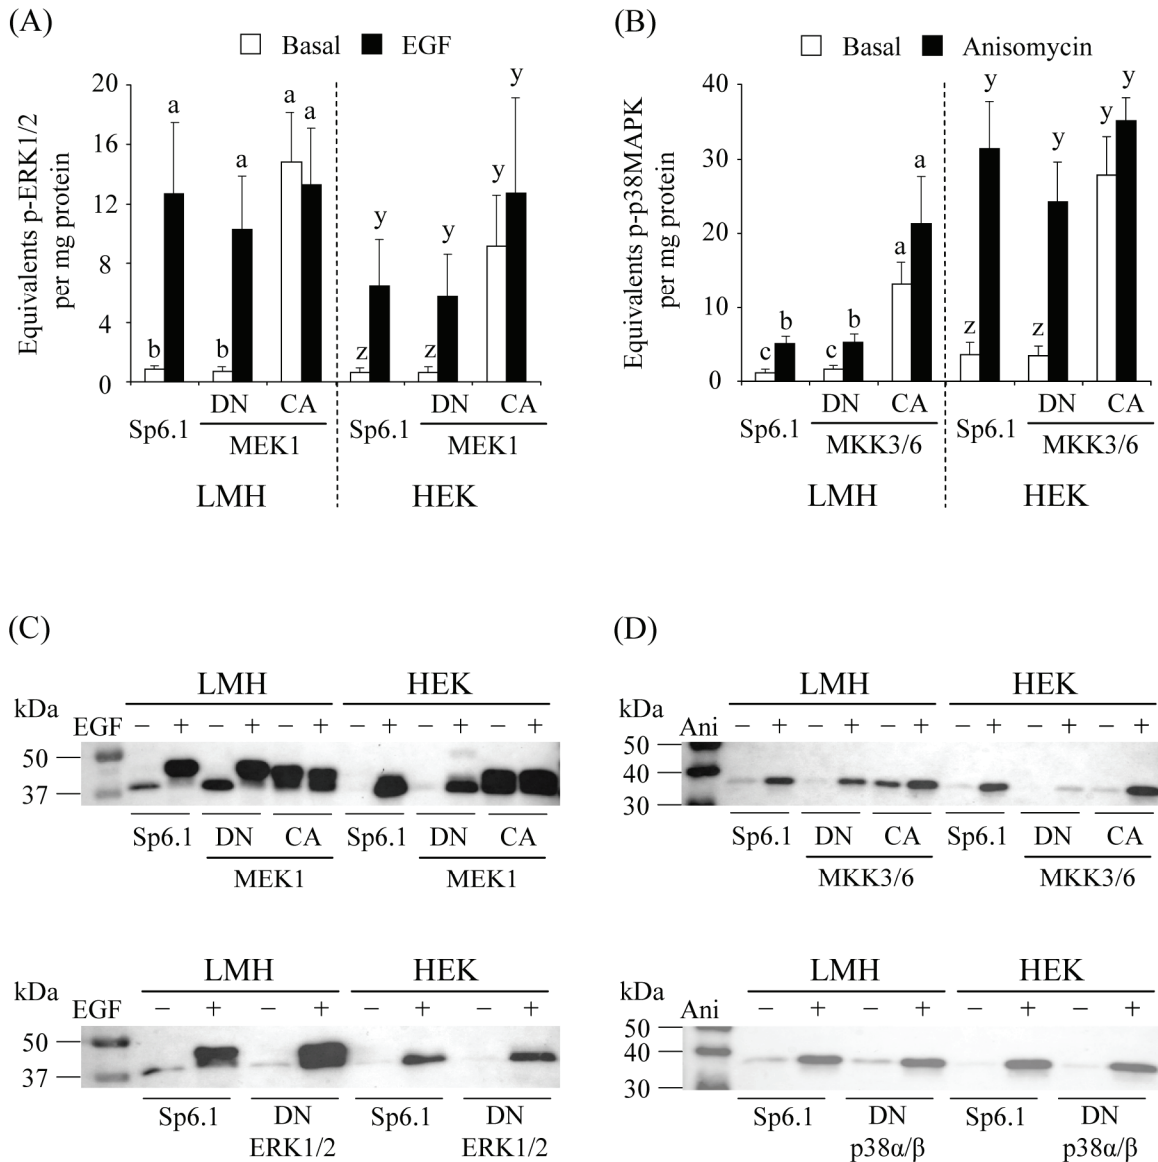 (A)
Basal EGF
Equivalents p-ERK1/2
per mg protein
20
16
12
8
4
0
b a b a a a z y z y y y
Sp6.1 DN CA Sp6.1 DN CA
MEK1 MEK1
LMH HEK
(B)
Basal Anisomycin
Equivalents p-p38MAPK
per mg protein
40
30
20
10
0
c b c b a a z y z y y y
Sp6.1 DN CA Sp6.1 DN CA
MKK3/6 MKK3/6
LMH HEK
(C)
LMH HEK
kDa
EGF − + − + − + − + − + − +
50
37
Sp6.1 DN CA Sp6.1 DN CA
MEK1 MEK1
LMH HEK
kDa
EGF − + − + − + − +
50
37
Sp6.1 DN Sp6.1 DN
ERK1/2 ERK1/2
(D)
LMH HEK
kDa
Ani − + − + − + − + − + − +
50
40
30
Sp6.1 DN CA Sp6.1 DN CA
MKK3/6 MKK3/6
LMH HEK
kDa
Ani − + − + − + − +
50
40
30
Sp6.1 DN Sp6.1 DN
p38α/β p38α/β